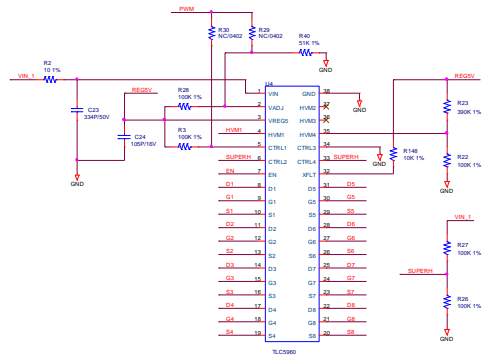 PWM
R30
NC/0402
R29
NC/0402
R40
51K 1%
GND
VIN_1
R2
10 1%
REG5V
R28
100K 1%
C23
334P/50V
C24
105P/16V
R3
100K 1%
GND
HVM1
SUPERH
EN
D1
G1
S1
D2
G2
S2
D3
G3
S3
D4
G4
S4
U4
1 VIN GND 38
2 VADJ HVM2 37
3 VREG5 HVM3 36
4 HVM1 HVM4 35
5 CTRL1 CTRL3 34
6 CTRL2 CTRL4 33
7 EN XFLT 32
8 D1 D5 31
9 G1 G5 30
10 S1 S5 29
11 D2 D6 28
12 G2 G6 27
13 S2 S6 26
14 D3 D7 25
15 G3 G7 24
16 S3 S7 23
17 D4 D8 22
18 G4 G8 21
19 S4 S8 20
TLC5960
GND
GND
SUPERH
D5
G5
S5
D6
G6
S6
D7
G7
S7
D8
G8
S8
R148
10K 1%
REG5V
R23
390K 1%
R22
100K 1%
GND
VIN_1
R27
100K 1%
SUPERH
R26
100K 1%
GND